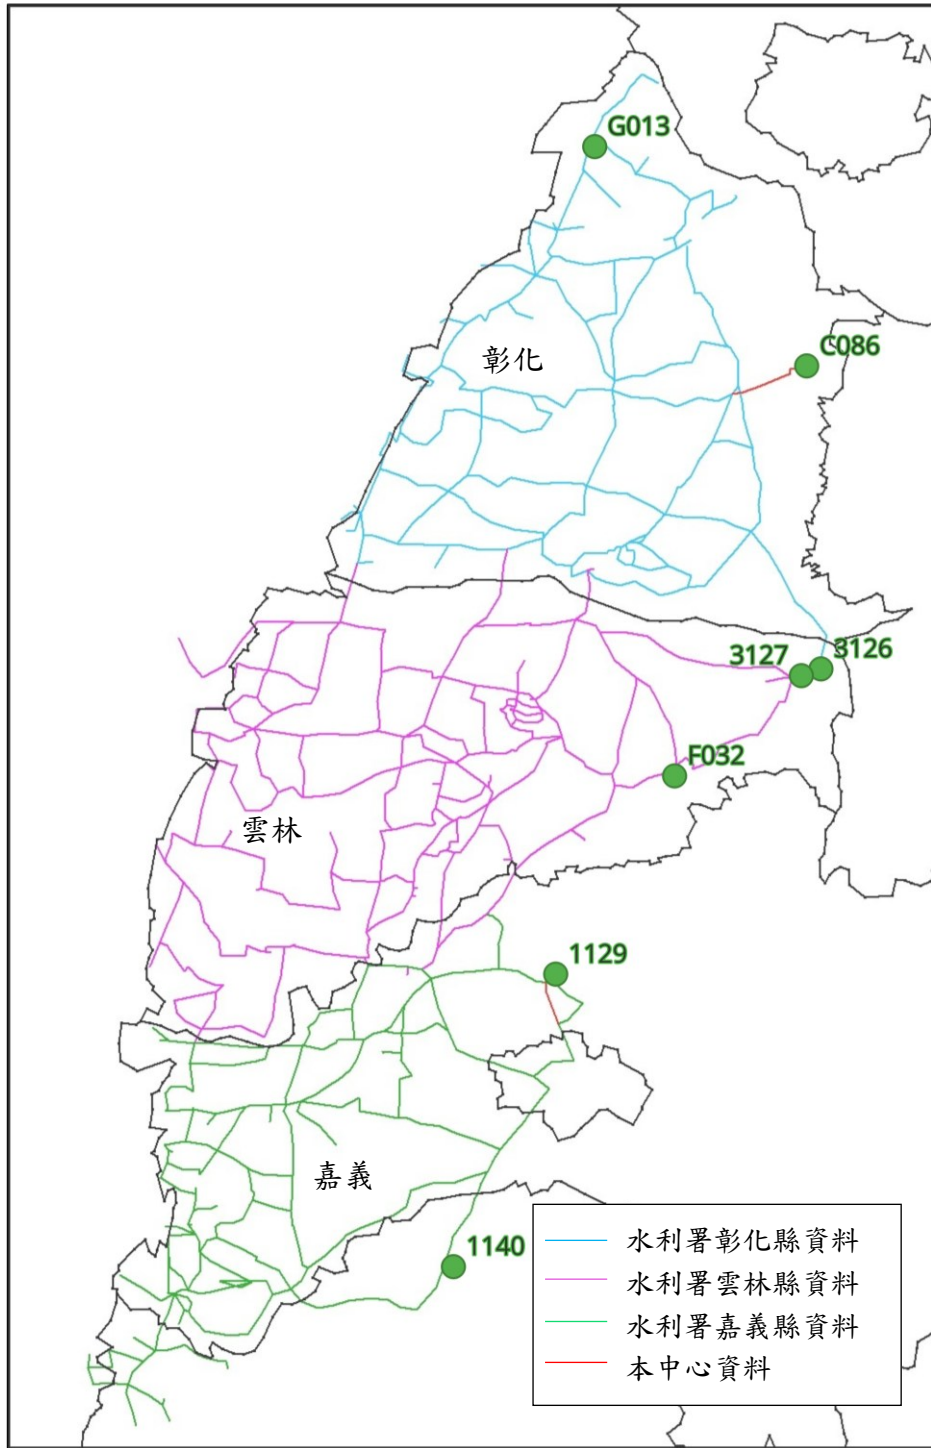 G013
C086
彰化
3127
3126
F032
雲林
1129
嘉義
1140
水利署彰化縣資料
水利署雲林縣資料
水利署嘉義縣資料
本中心資料